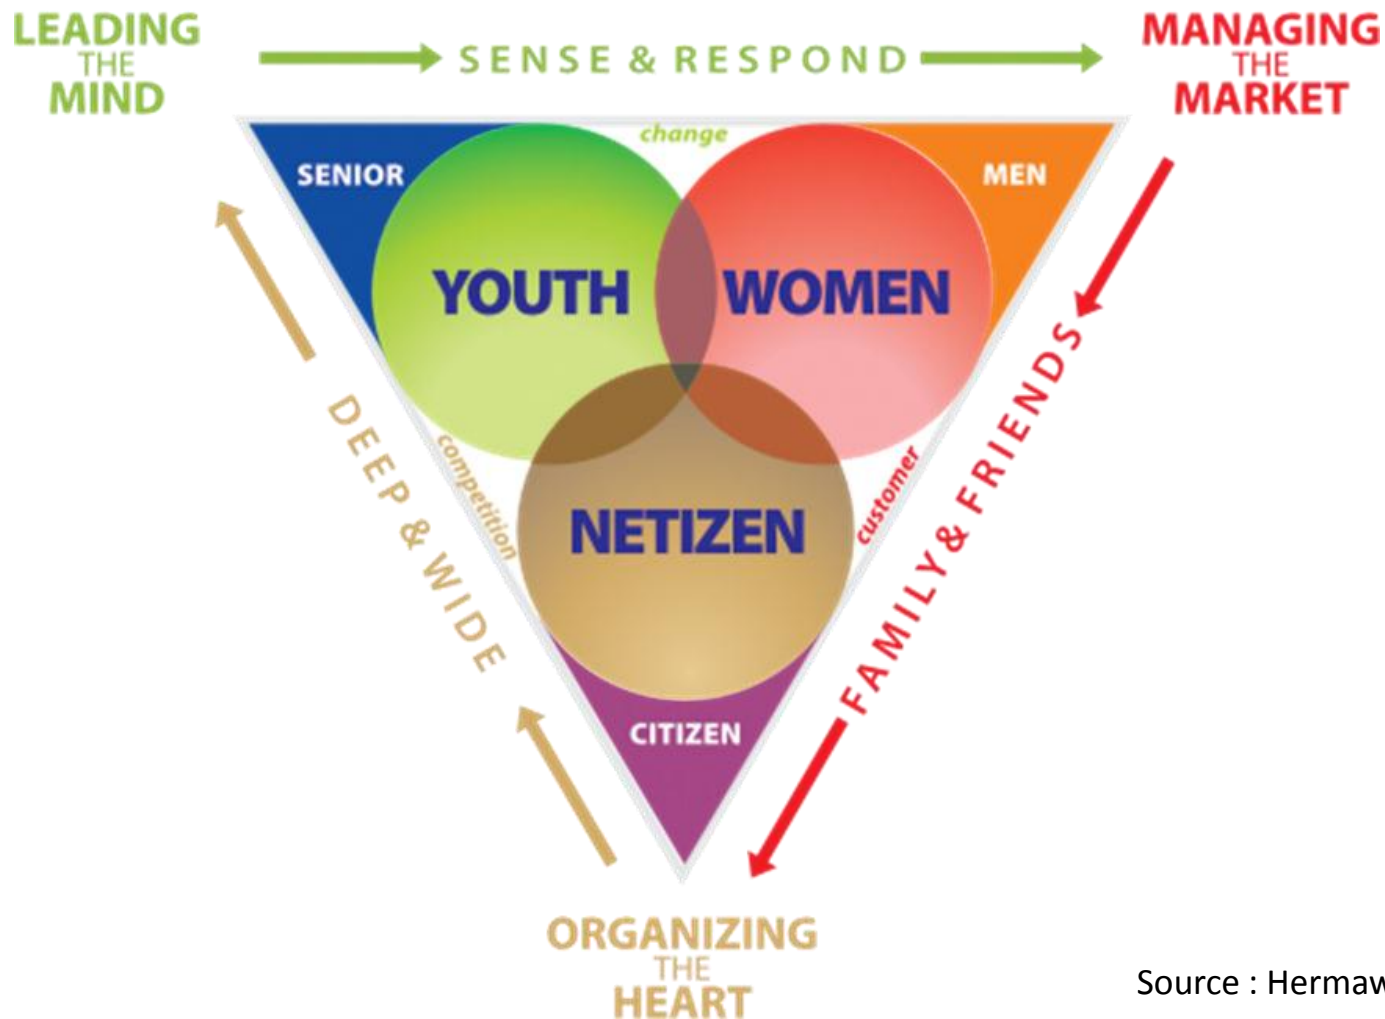 LEADING
THE
MIND
SENSE & RESPOND
MANAGING
THE
MARKET
change
SENIOR
MEN
YOUTH
WOMEN
competition
customer
DEEP & WIDE
FAMILY & FRIENDS
NETIZEN
CITIZEN
ORGANIZING
THE
HEART
Source : Hermaw